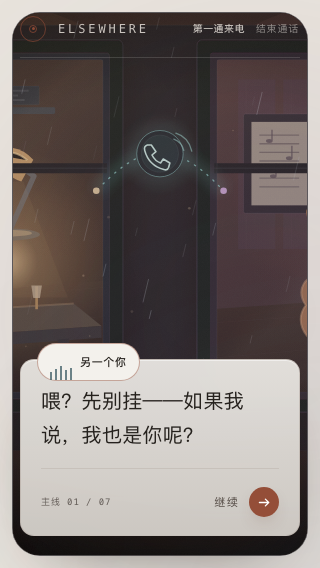 ELSEWHERE 第一通来电 结束通话
另一个你
喂？先别挂——如果我
说，我也是你呢？
主线 01 / 07 继续